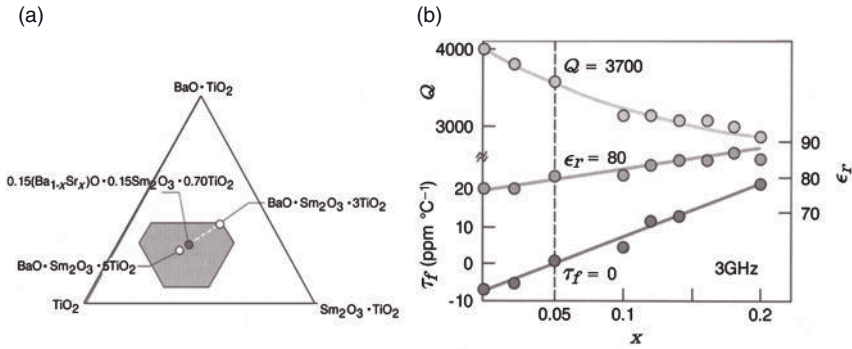 (a)
BaO·TiO₂
0.15(Ba₁₋ₓSrₓ)O·0.15Sm₂O₃·0.70TiO₂
BaO·Sm₂O₃·3TiO₂
BaO·Sm₂O₃·5TiO₂
TiO₂
Sm₂O₃·TiO₂
(b)
4000
Q
3000
Q = 3700
90
ϵr = 80
80
ϵr
70
20
10
0
-10
τf (ppm °C⁻¹)
τf = 0
3GHz
0.05
0.1
0.2
x